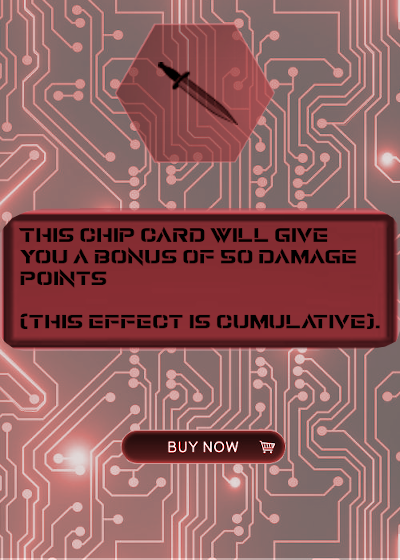 THIS CHIP CARD WILL GIVE
YOU A BONUS OF 50 DAMAGE
POINTS
(THIS EFFECT IS CUMULATIVE).
BUY NOW